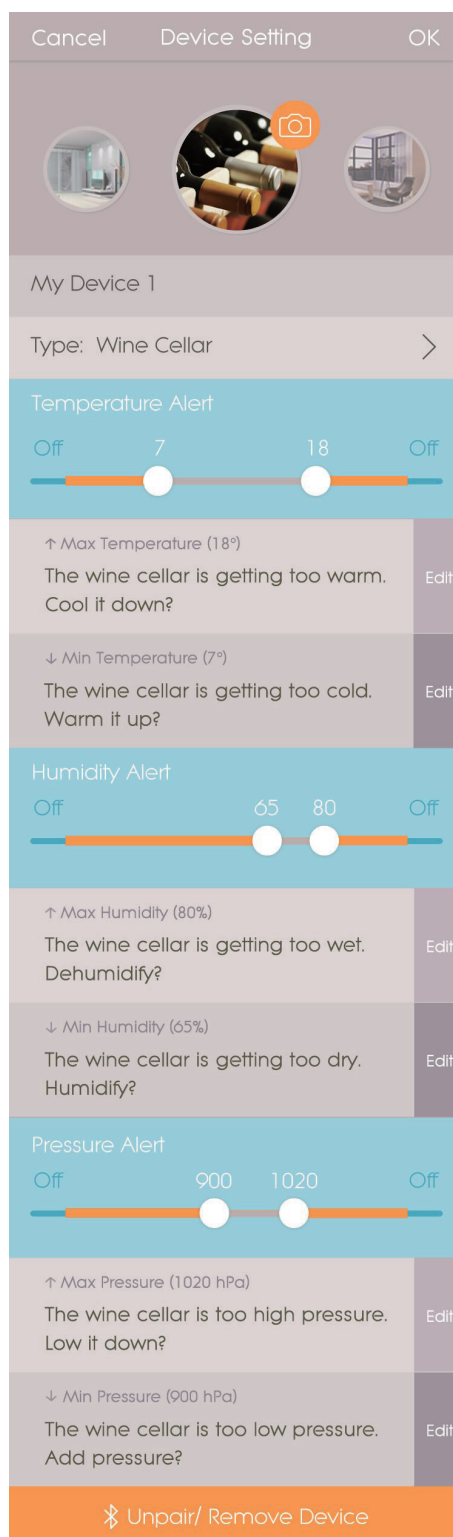 Cancel Device Setting OK
My Device 1
Type: Wine Cellar
Temperature Alert
Off 7 18 Off
↑ Max Temperature (18°)
The wine cellar is getting too warm.
Cool it down?
Edit
↓ Min Temperature (7°)
The wine cellar is getting too cold.
Warm it up?
Edit
Humidity Alert
Off 65 80 Off
↑ Max Humidity (80%)
The wine cellar is getting too wet.
Dehumidify?
Edit
↓ Min Humidity (65%)
The wine cellar is getting too dry.
Humidify?
Edit
Pressure Alert
Off 900 1020 Off
↑ Max Pressure (1020 hPa)
The wine cellar is too high pressure.
Low it down?
Edit
↓ Min Pressure (900 hPa)
The wine cellar is too low pressure.
Add pressure?
Edit
Unpair/ Remove Device